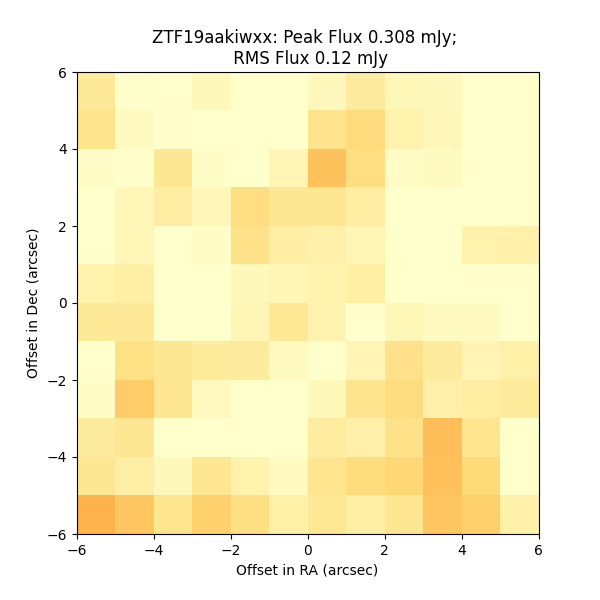 ZTF19aakiwxx: Peak Flux 0.308 mJy;
RMS Flux 0.12 mJy
6
4
2
0
−2
−4
−6
Offset in Dec (arcsec)
−6 −4 −2 0 2 4 6
Offset in RA (arcsec)